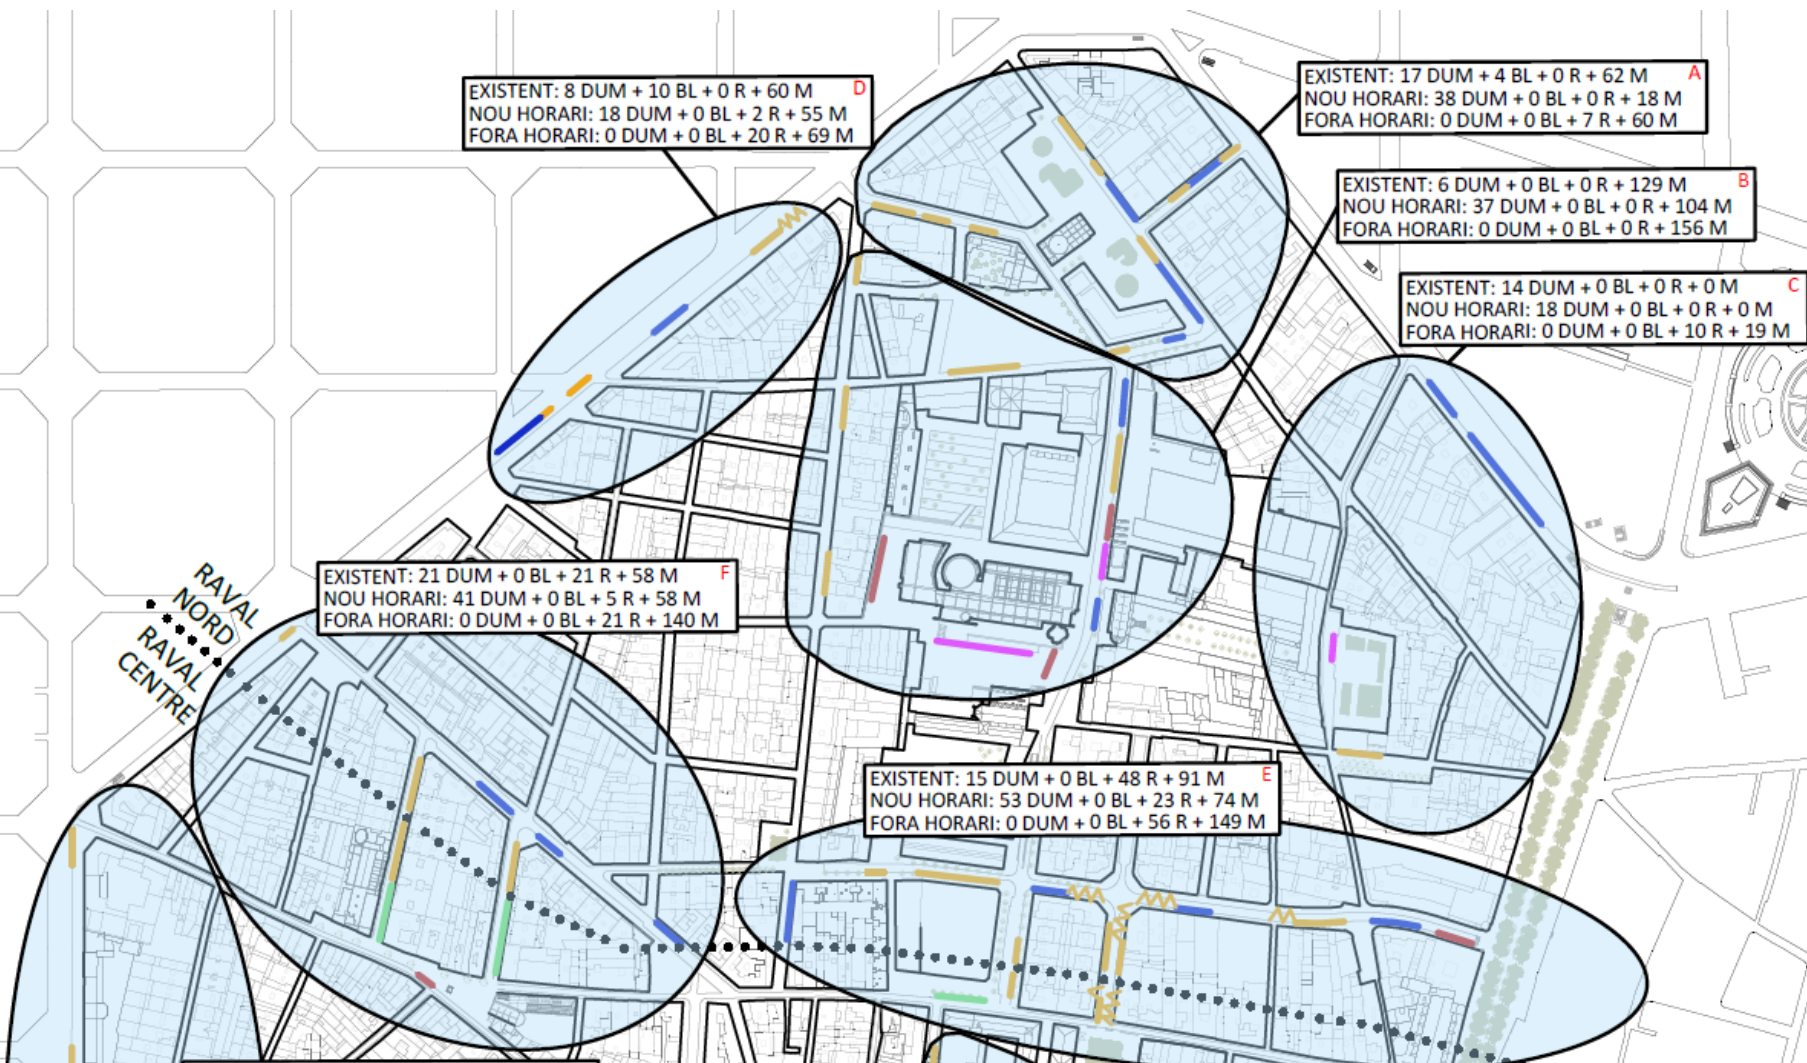 EXISTENT: 8 DUM + 10 BL + 0 R + 60 M D
NOU HORARI: 18 DUM + 0 BL + 2 R + 55 M
FORA HORARI: 0 DUM + 0 BL + 20 R + 69 M
EXISTENT: 17 DUM + 4 BL + 0 R + 62 M A
NOU HORARI: 38 DUM + 0 BL + 0 R + 18 M
FORA HORARI: 0 DUM + 0 BL + 7 R + 60 M
EXISTENT: 6 DUM + 0 BL + 0 R + 129 M B
NOU HORARI: 37 DUM + 0 BL + 0 R + 104 M
FORA HORARI: 0 DUM + 0 BL + 0 R + 156 M
EXISTENT: 14 DUM + 0 BL + 0 R + 0 M C
NOU HORARI: 18 DUM + 0 BL + 0 R + 0 M
FORA HORARI: 0 DUM + 0 BL + 10 R + 19 M
EXISTENT: 21 DUM + 0 BL + 21 R + 58 M F
NOU HORARI: 41 DUM + 0 BL + 5 R + 58 M
FORA HORARI: 0 DUM + 0 BL + 21 R + 140 M
RAVAL
NORD
RAVAL
CENTRE
EXISTENT: 15 DUM + 0 BL + 48 R + 91 M E
NOU HORARI: 53 DUM + 0 BL + 23 R + 74 M
FORA HORARI: 0 DUM + 0 BL + 56 R + 149 M